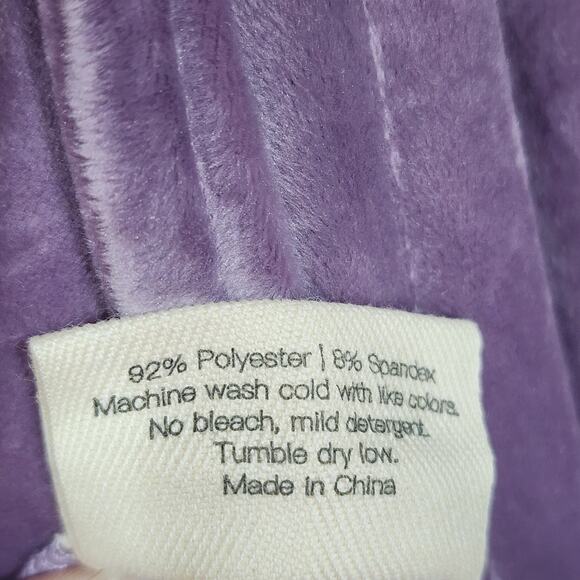 92% Polyester | 8% Spandex
Machine wash cold with like colors.
No bleach, mild detergent.
Tumble dry low.
Made in China